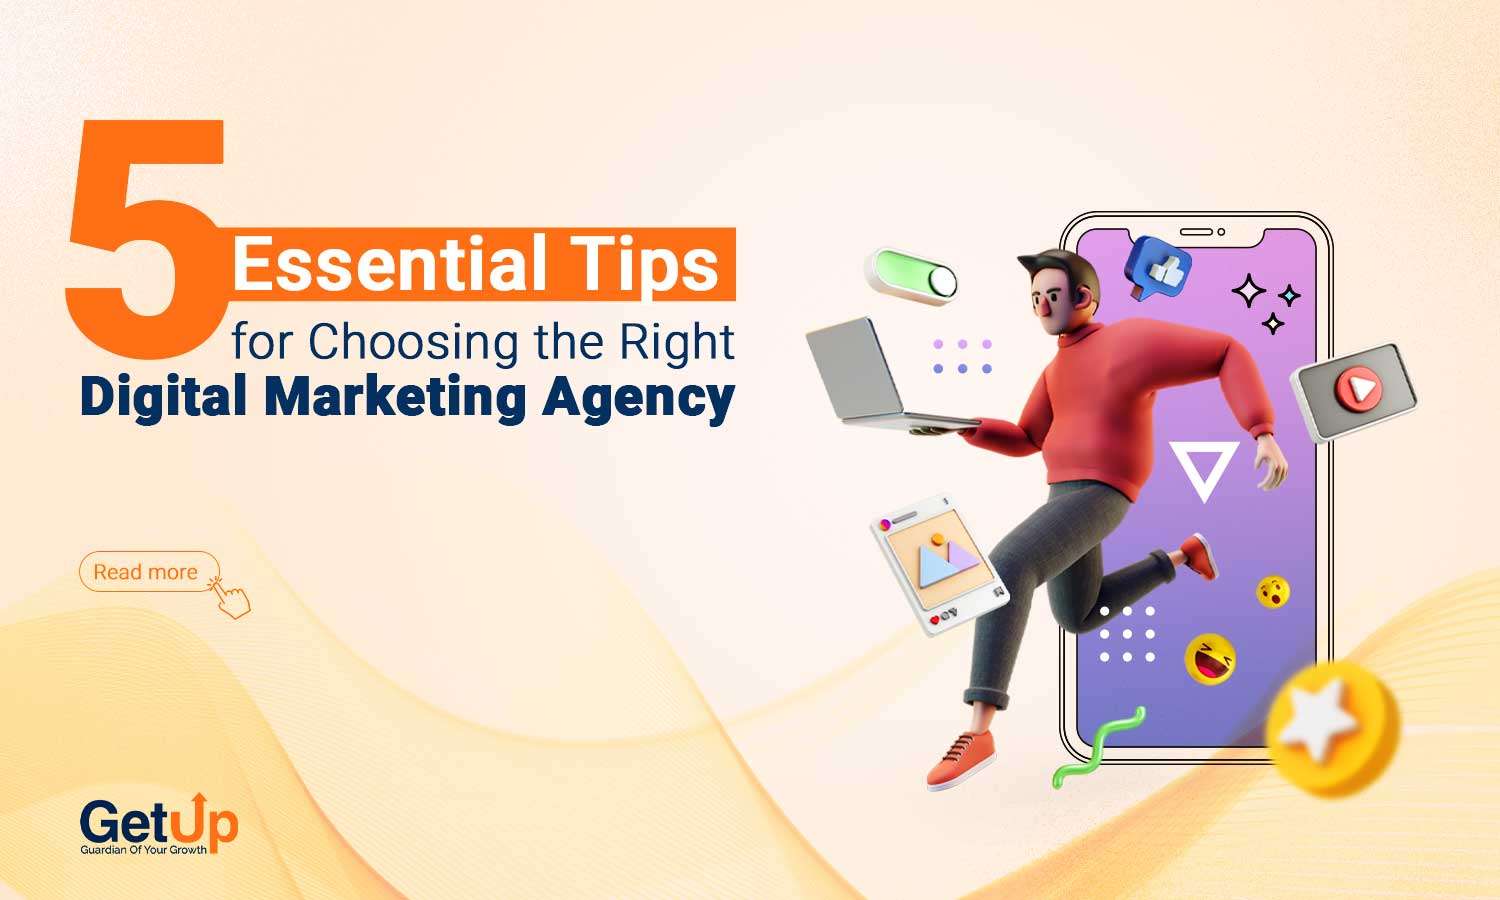 5
Essential Tips
for Choosing the Right
Digital Marketing Agency
Read more
GetUp
Guardian Of Your Growth